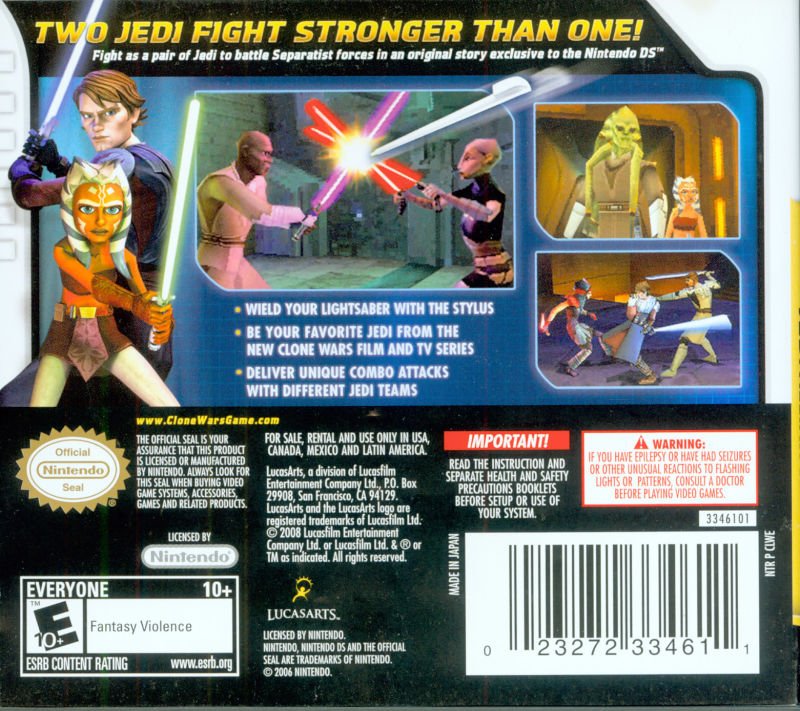 TWO JEDI FIGHT STRONGER THAN ONE!
Fight as a pair of Jedi to battle Separatist forces in an original story exclusive to the Nintendo DS™
• WIELD YOUR LIGHTSABER WITH THE STYLUS
• BE YOUR FAVORITE JEDI FROM THE
NEW CLONE WARS FILM AND TV SERIES
• DELIVER UNIQUE COMBO ATTACKS
WITH DIFFERENT JEDI TEAMS
www.CloneWarsGame.com
Official
Nintendo
Seal
THE OFFICIAL SEAL IS YOUR
ASSURANCE THAT THIS PRODUCT
IS LICENSED OR MANUFACTURED
BY NINTENDO. ALWAYS LOOK FOR
THIS SEAL WHEN BUYING VIDEO
GAME SYSTEMS, ACCESSORIES,
GAMES AND RELATED PRODUCTS.
LICENSED BY
Nintendo®
EVERYONE 10+
™
E
10+
Fantasy Violence
ESRB CONTENT RATING www.esrb.org
FOR SALE, RENTAL AND USE ONLY IN USA,
CANADA, MEXICO AND LATIN AMERICA.
LucasArts, a division of Lucasfilm
Entertainment Company Ltd., P.O. Box
29908, San Francisco, CA 94129.
LucasArts and the LucasArts logo are
registered trademarks of Lucasfilm Ltd.
© 2008 Lucasfilm Entertainment
Company Ltd. or Lucasfilm Ltd. & ® or
TM as indicated. All rights reserved.
LUCASARTS™
LICENSED BY NINTENDO.
NINTENDO, NINTENDO DS AND THE OFFICIAL
SEAL ARE TRADEMARKS OF NINTENDO.
© 2006 NINTENDO.
IMPORTANT!
READ THE INSTRUCTION AND
SEPARATE HEALTH AND SAFETY
PRECAUTIONS BOOKLETS
BEFORE SETUP OR USE OF
YOUR SYSTEM.
WARNING:
IF YOU HAVE EPILEPSY OR HAVE HAD SEIZURES
OR OTHER UNUSUAL REACTIONS TO FLASHING
LIGHTS OR PATTERNS, CONSULT A DOCTOR
BEFORE PLAYING VIDEO GAMES.
3346101
MADE IN JAPAN
0 23272 33461 1
NTR P CLWE